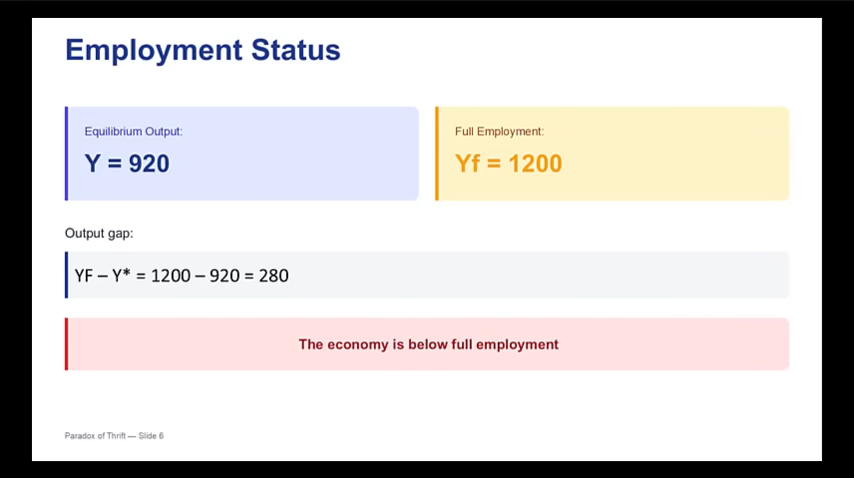 Employment Status
Equilibrium Output:
Y = 920
Full Employment:
Yf = 1200
Output gap:
YF – Y* = 1200 – 920 = 280
The economy is below full employment
Paradox of Thrift — Slide 6